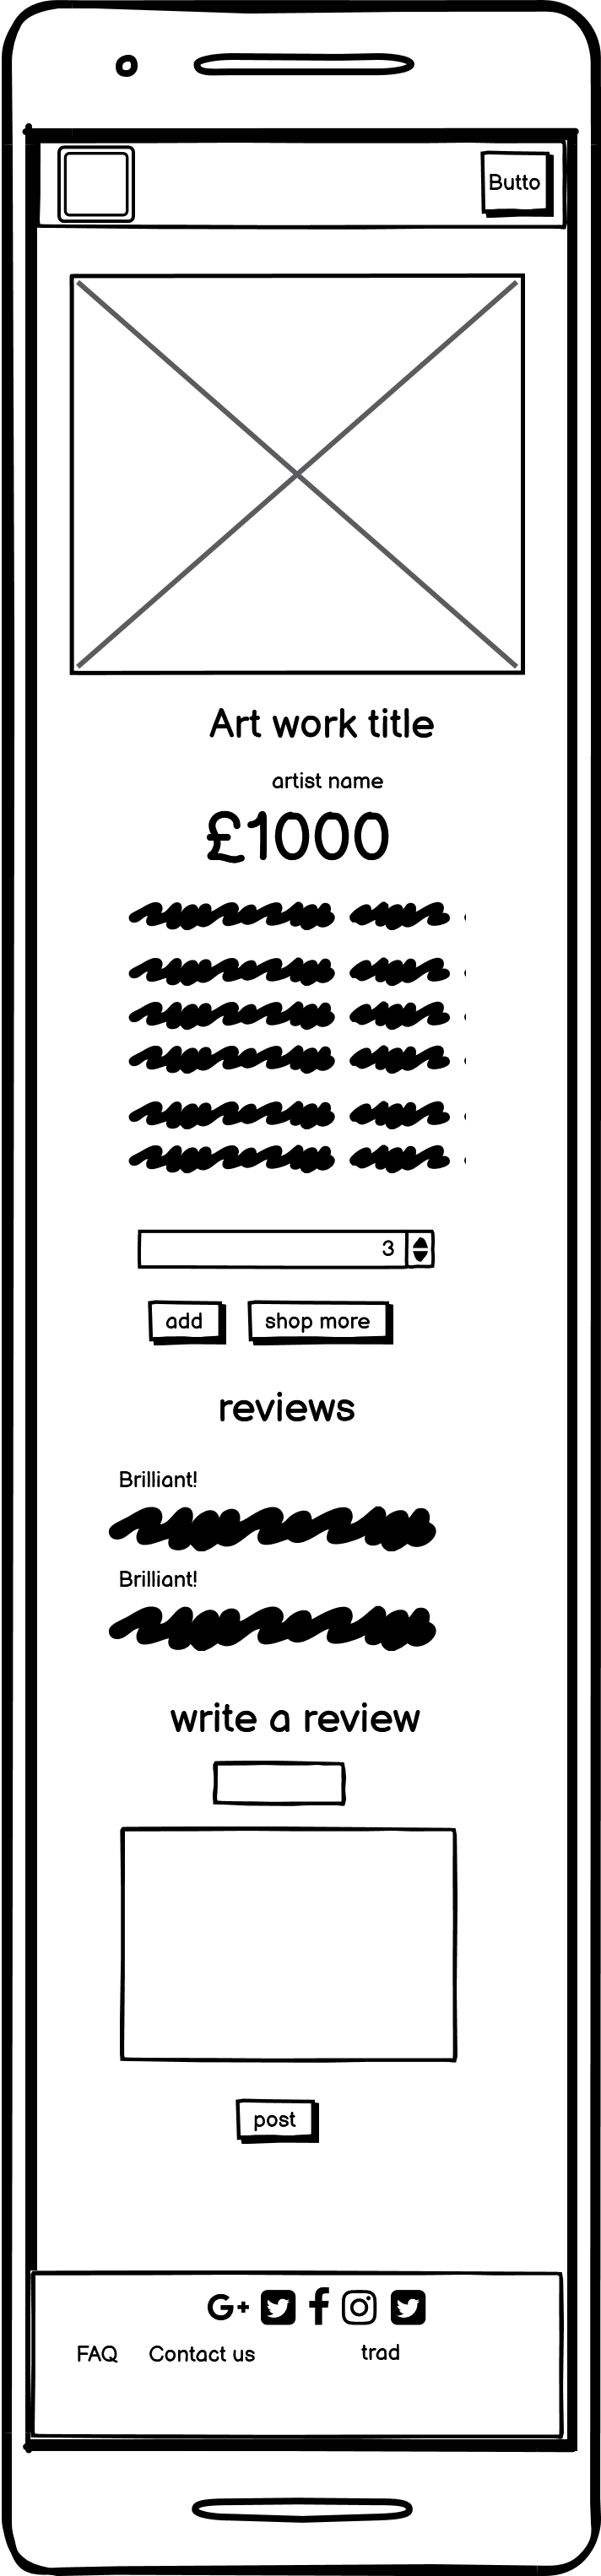 Butto
Art work title
artist name
£1000
3
add shop more
reviews
Brilliant!
Brilliant!
write a review
post
G+
FAQ Contact us trad